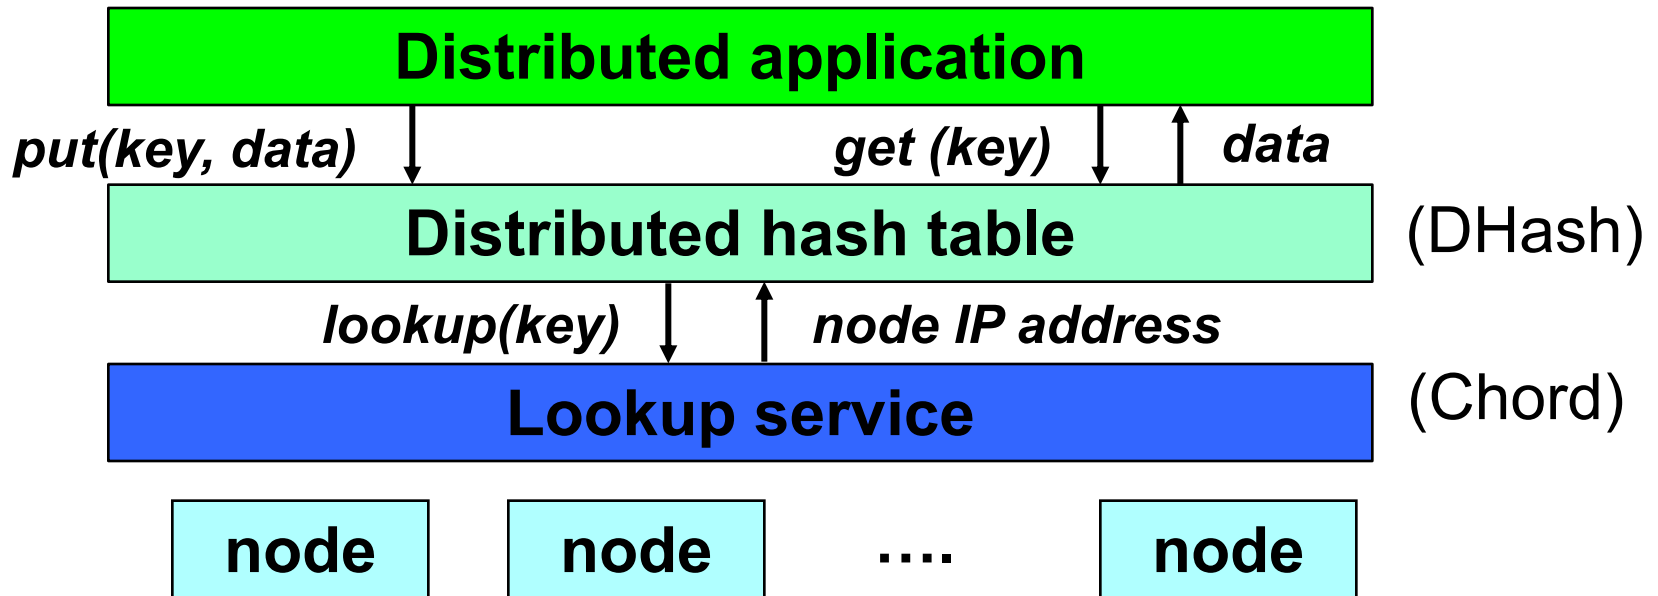 Distributed application
put(key, data)
get (key)
data
Distributed hash table
(DHash)
lookup(key)
node IP address
Lookup service
(Chord)
node
node
....
node